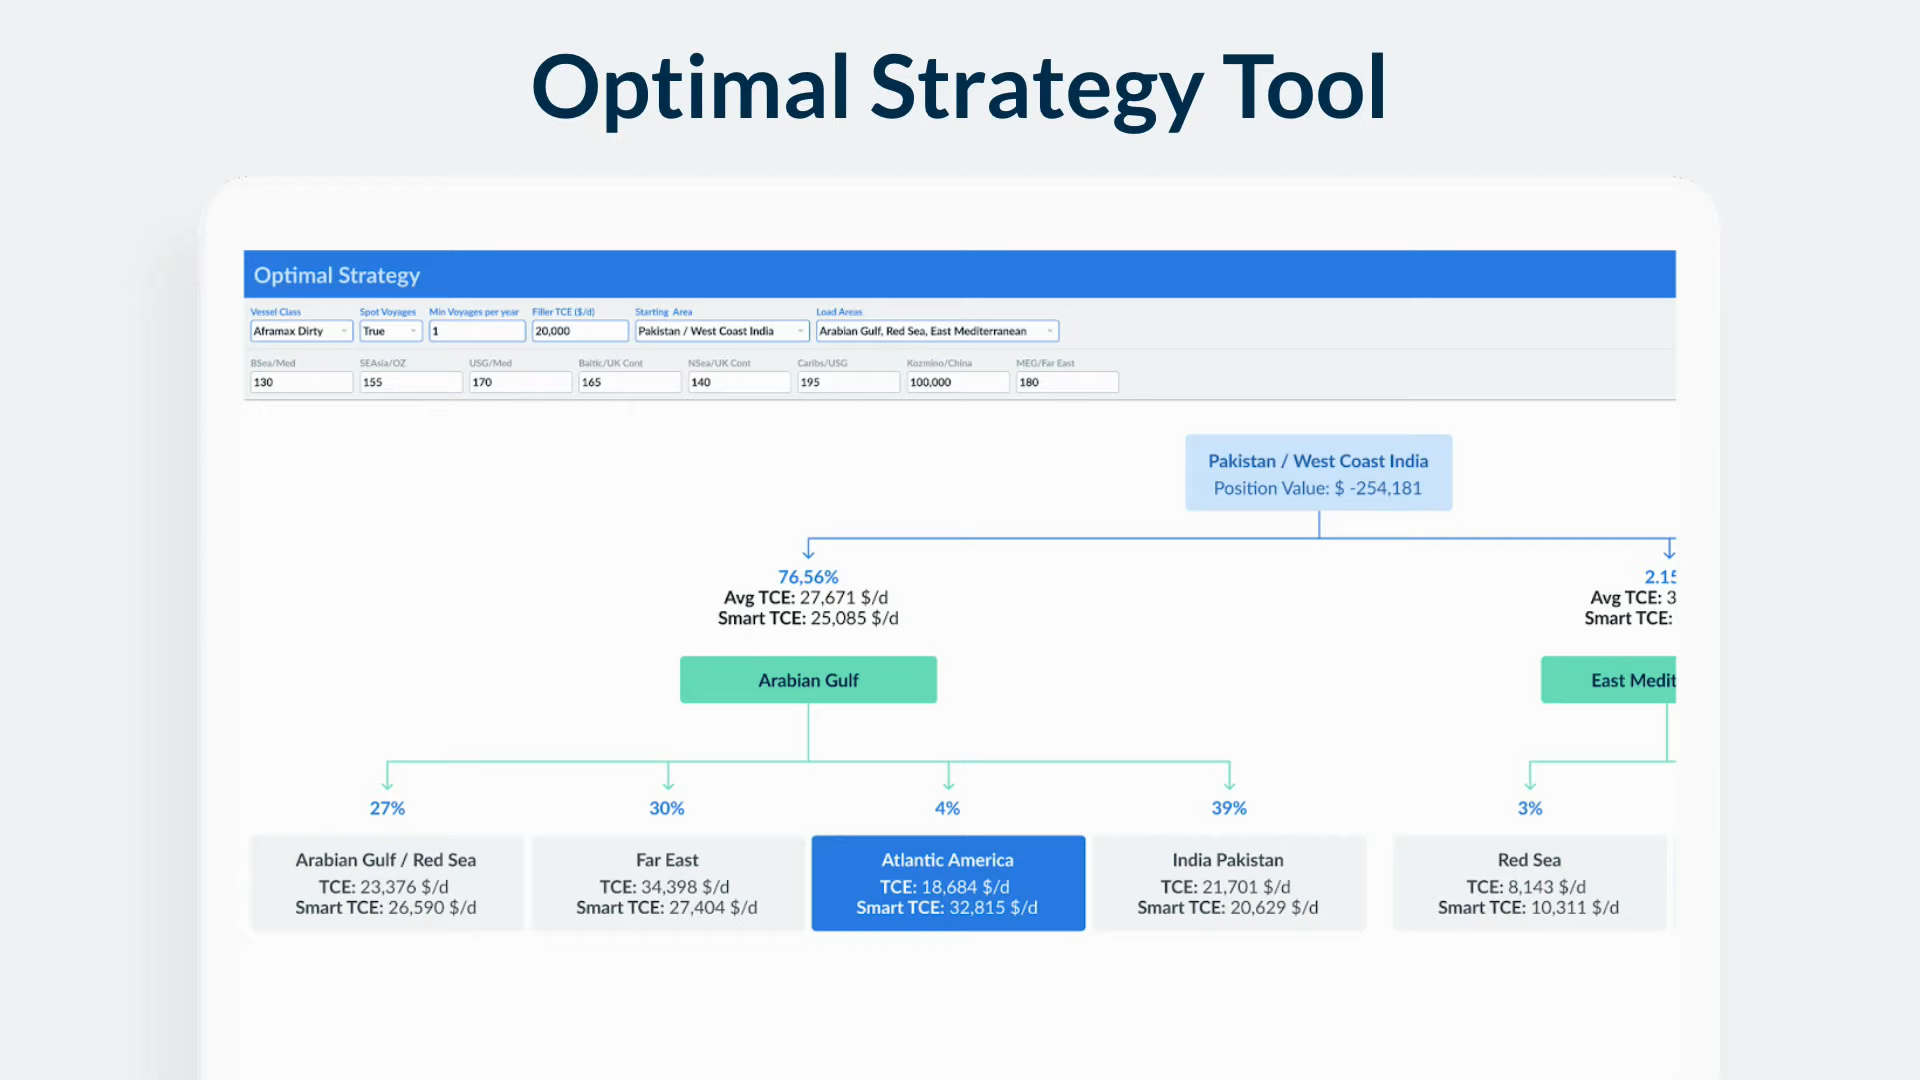 Optimal Strategy Tool
Optimal Strategy
Vessel Class Spot Voyages Min Voyages per year Filler TCE ($/d) Starting Area Load Areas
Aframax Dirty True 1 20,000 Pakistan / West Coast India Arabian Gulf, Red Sea, East Mediterranean
BSea/Med SEAsia/OZ USG/Med Baltic/UK Cont NSea/UK Cont Caribs/USG Kozmino/China MEG/Far East
130 155 170 165 140 195 100,000 180
Pakistan / West Coast India
Position Value: $ -254,181
76,56% 2.15
Avg TCE: 27,671 $/d Avg TCE: 3
Smart TCE: 25,085 $/d Smart TCE:
Arabian Gulf East Medit
27% 30% 4% 39% 3%
Arabian Gulf / Red Sea Far East Atlantic America India Pakistan Red Sea
TCE: 23,376 $/d TCE: 34,398 $/d TCE: 18,684 $/d TCE: 21,701 $/d TCE: 8,143 $/d
Smart TCE: 26,590 $/d Smart TCE: 27,404 $/d Smart TCE: 32,815 $/d Smart TCE: 20,629 $/d Smart TCE: 10,311 $/d